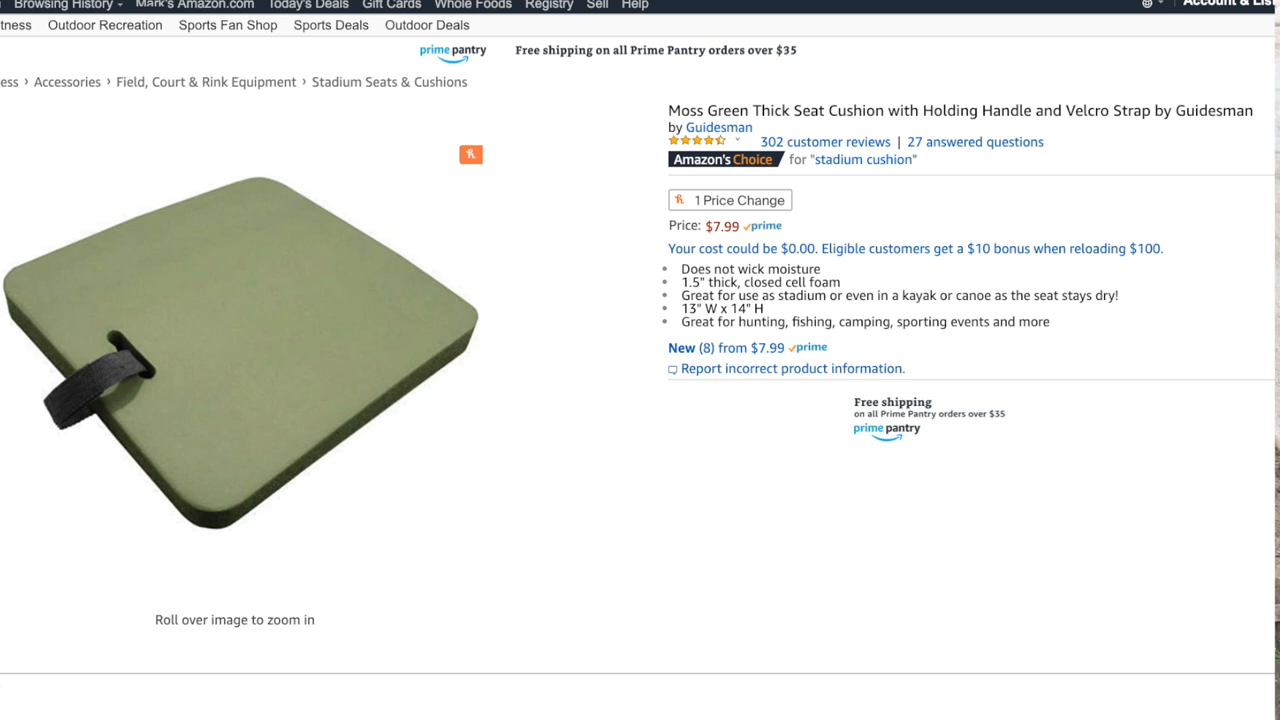 Browsing History
Mark's Amazon.com
Today's Deals
Gift Cards
Whole Foods
Registry
Sell
Help
Account & List
tness
Outdoor Recreation
Sports Fan Shop
Sports Deals
Outdoor Deals
prime pantry
Free shipping on all Prime Pantry orders over $35
ess › Accessories › Field, Court & Rink Equipment › Stadium Seats & Cushions
Moss Green Thick Seat Cushion with Holding Handle and Velcro Strap by Guidesman
by Guidesman
302 customer reviews | 27 answered questions
Amazon's Choice for "stadium cushion"
h
h 1 Price Change
Price: $7.99 prime
Your cost could be $0.00. Eligible customers get a $10 bonus when reloading $100.
• Does not wick moisture
• 1.5" thick, closed cell foam
• Great for use as stadium or even in a kayak or canoe as the seat stays dry!
• 13" W x 14" H
• Great for hunting, fishing, camping, sporting events and more
New (8) from $7.99 prime
Report incorrect product information.
Free shipping
on all Prime Pantry orders over $35
prime pantry
Roll over image to zoom in